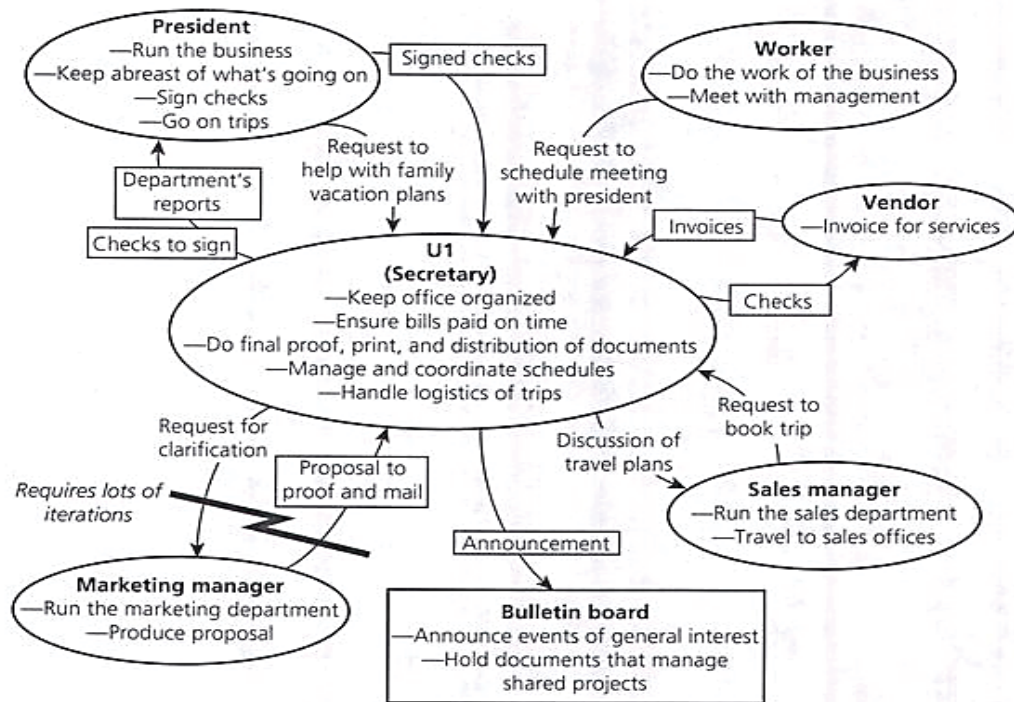 President
—Run the business
—Keep abreast of what's going on
—Sign checks
—Go on trips
Signed checks
Worker
—Do the work of the business
—Meet with management
Request to
help with family
vacation plans
Request to
schedule meeting
with president
Department's
reports
Checks to sign
Vendor
—Invoice for services
Invoices
Checks
U1
(Secretary)
—Keep office organized
—Ensure bills paid on time
—Do final proof, print, and distribution of documents
—Manage and coordinate schedules
—Handle logistics of trips
Request for
clarification
Proposal to
proof and mail
Requires lots of
iterations
Discussion of
travel plans
Request to
book trip
Sales manager
—Run the sales department
—Travel to sales offices
Announcement
Marketing manager
—Run the marketing department
—Produce proposal
Bulletin board
—Announce events of general interest
—Hold documents that manage
shared projects